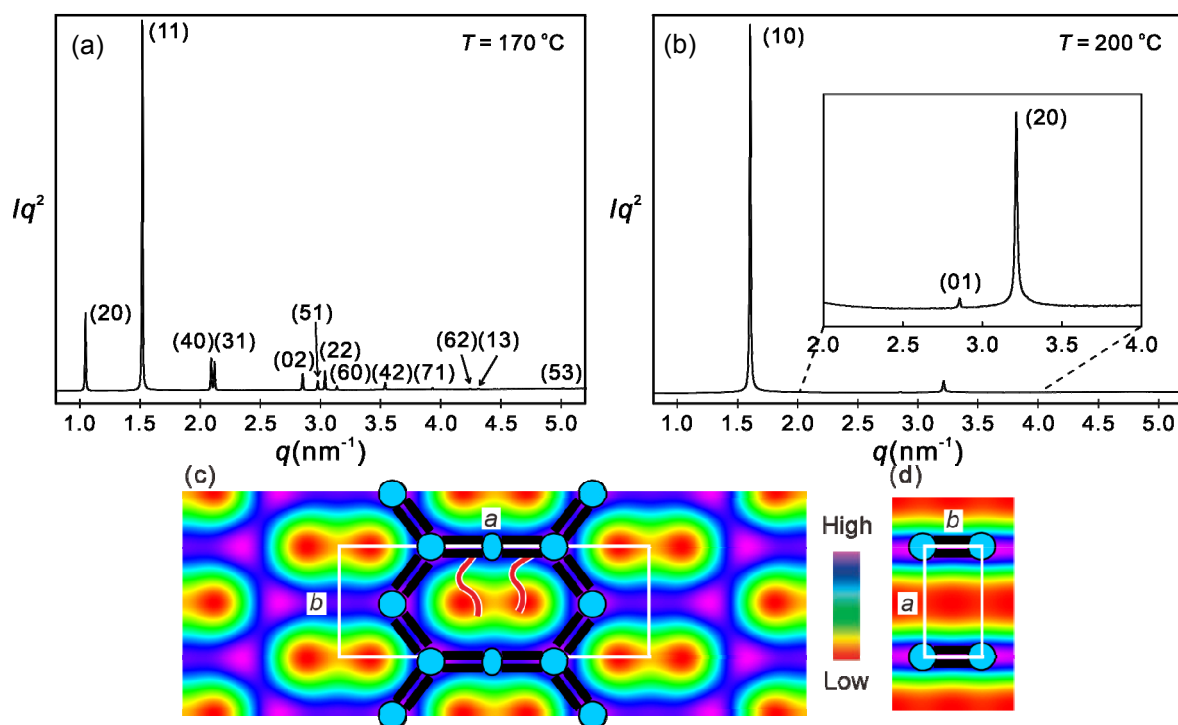 (a)
(11)
T = 170 °C
Iq²
(20)
(40)(31)
(51)
(02)
(22)
(60)(42)(71)
(62)(13)
(53)
1.0 1.5 2.0 2.5 3.0 3.5 4.0 4.5 5.0
q(nm⁻¹)
(b)
(10)
T = 200 °C
Iq²
(20)
(01)
2.0 2.5 3.0 3.5 4.0
1.0 1.5 2.0 2.5 3.0 3.5 4.0 4.5 5.0
q(nm⁻¹)
(c)
a
b
High
Low
(d)
b
a